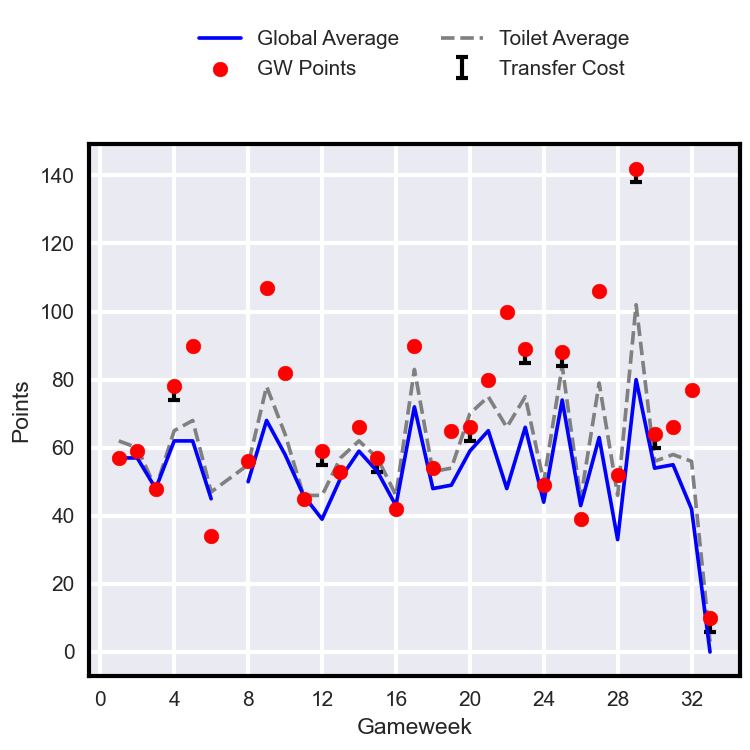 Global Average
Toilet Average
GW Points
Transfer Cost
140
120
100
80
60
40
20
0
Points
0 4 8 12 16 20 24 28 32
Gameweek